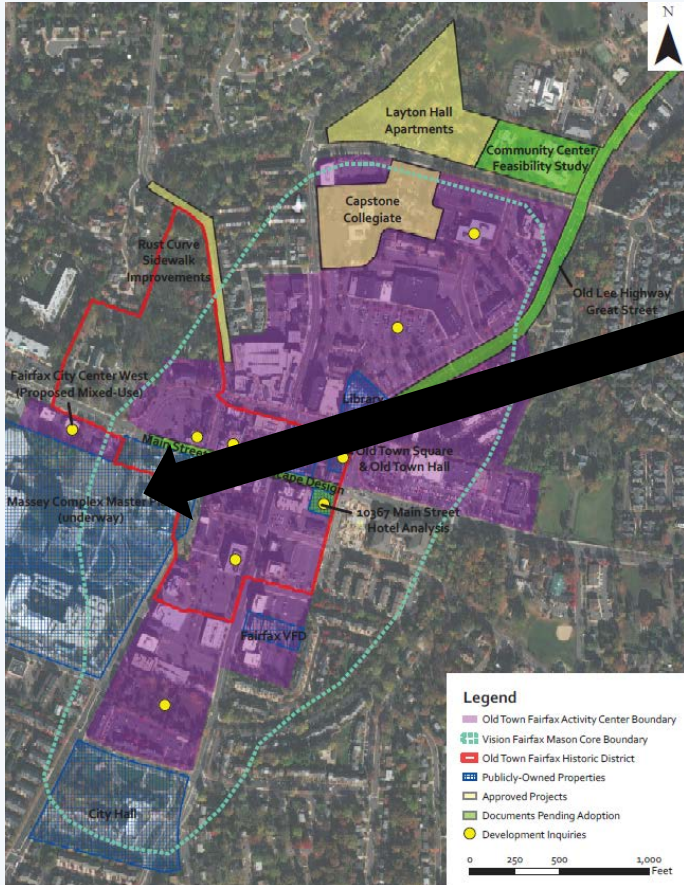 N
Layton Hall
Apartments
Community Center
Feasibility Study
Capstone
Collegiate
Rust Curve
Sidewalk
Improvements
Old Lee Highway
Great Street
Fairfax City Center West
(Proposed Mixed-Use)
Library
Main Street
Old Town Square
& Old Town Hall
Design
Massey Complex Master
(underway)
10367 Main Street
Hotel Analysis
Fairfax VFD
City Hall
Legend
Old Town Fairfax Activity Center Boundary
Vision Fairfax Mason Core Boundary
Old Town Fairfax Historic District
Publicly-Owned Properties
Approved Projects
Documents Pending Adoption
Development Inquiries
0 250 500 1,000
Feet